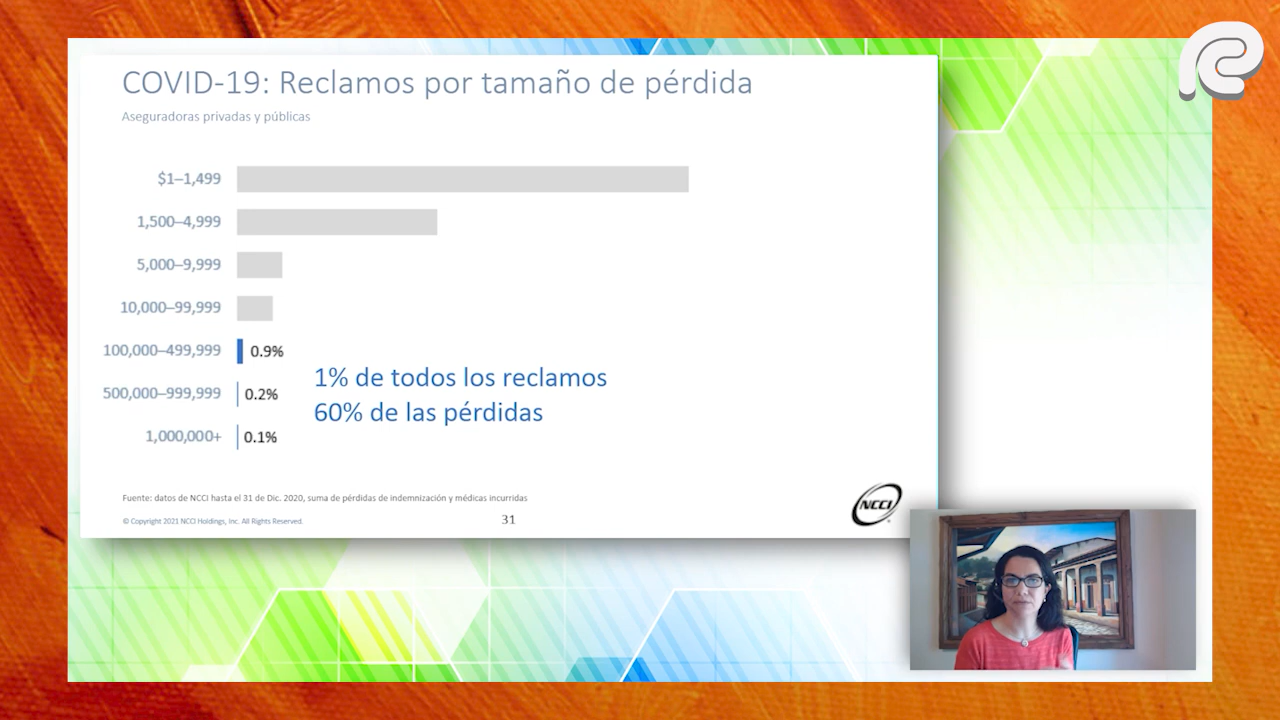 COVID-19: Reclamos por tamaño de pérdida
Aseguradoras privadas y públicas
$1–1,499
1,500–4,999
5,000–9,999
10,000–99,999
100,000–499,999 0.9%
500,000–999,999 0.2%
1,000,000+ 0.1%
1% de todos los reclamos
60% de las pérdidas
Fuente: datos de NCCI hasta el 31 de Dic. 2020, suma de pérdidas de indemnización y médicas incurridas
© Copyright 2021 NCCI Holdings, Inc. All Rights Reserved.
31
NCCI